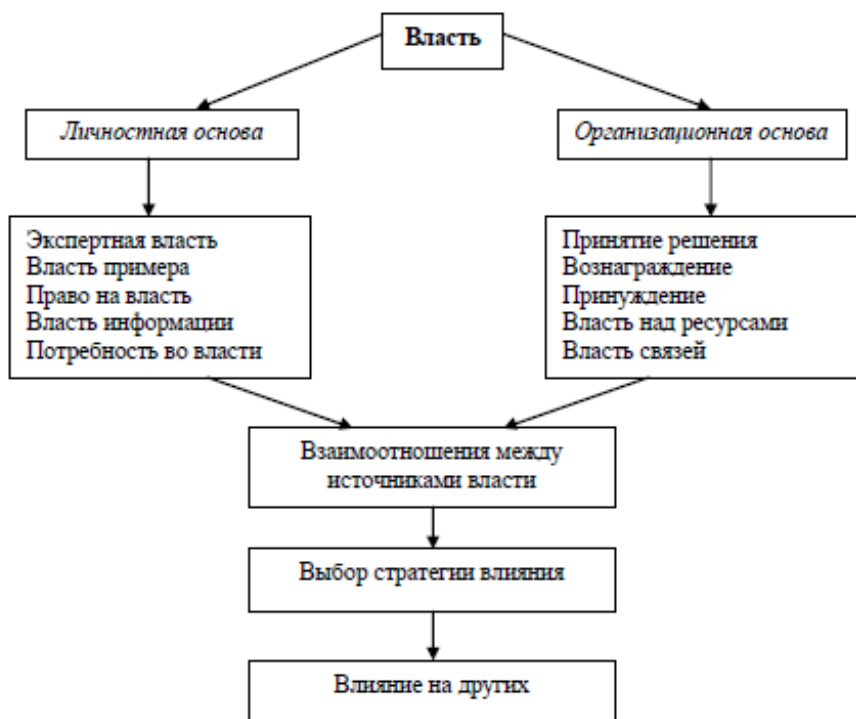 Власть
Личностная основа
Организационная основа
Экспертная власть
Власть примера
Право на власть
Власть информации
Потребность во власти
Принятие решения
Вознаграждение
Принуждение
Власть над ресурсами
Власть связей
Взаимоотношения между
источниками власти
Выбор стратегии влияния
Влияние на других